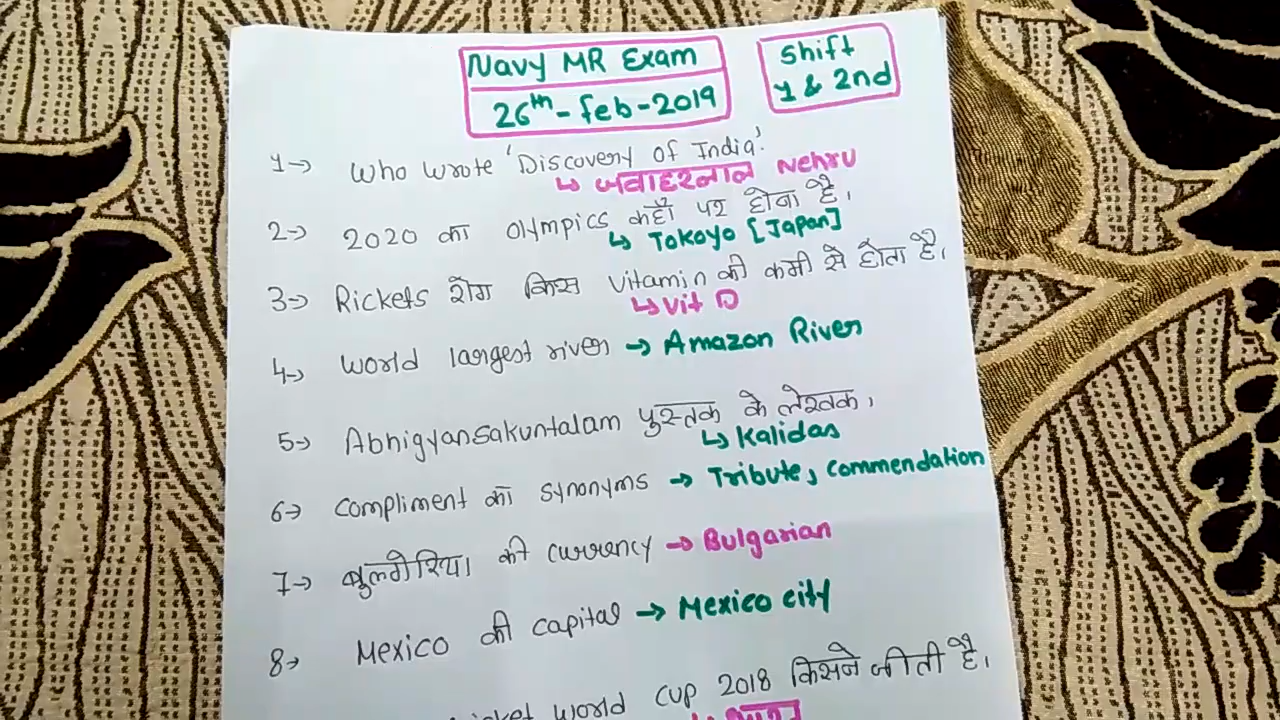 Navy MR Exam
26th-feb-2019
Shift
1 & 2nd
1→ Who wrote 'Discovery of India'.
↳ जवाहरलाल Nehru
2→ 2020 का Olympics कहाँ पर होना है।
↳ Tokoyo [Japan]
3→ Rickets रोग किस Vitamin की कमी से होता है।
↳ Vit D
4→ World largest river → Amazon River
5→ Abhigyansakuntalam पुस्तक के लेखक।
↳ Kalidas
6→ Compliment का synonyms → Tribute, Commendation
7→ बुल्गेरिया की currency → Bulgarian
8→ Mexico की capital → Mexico city
world cup 2018 किसने जीती है।